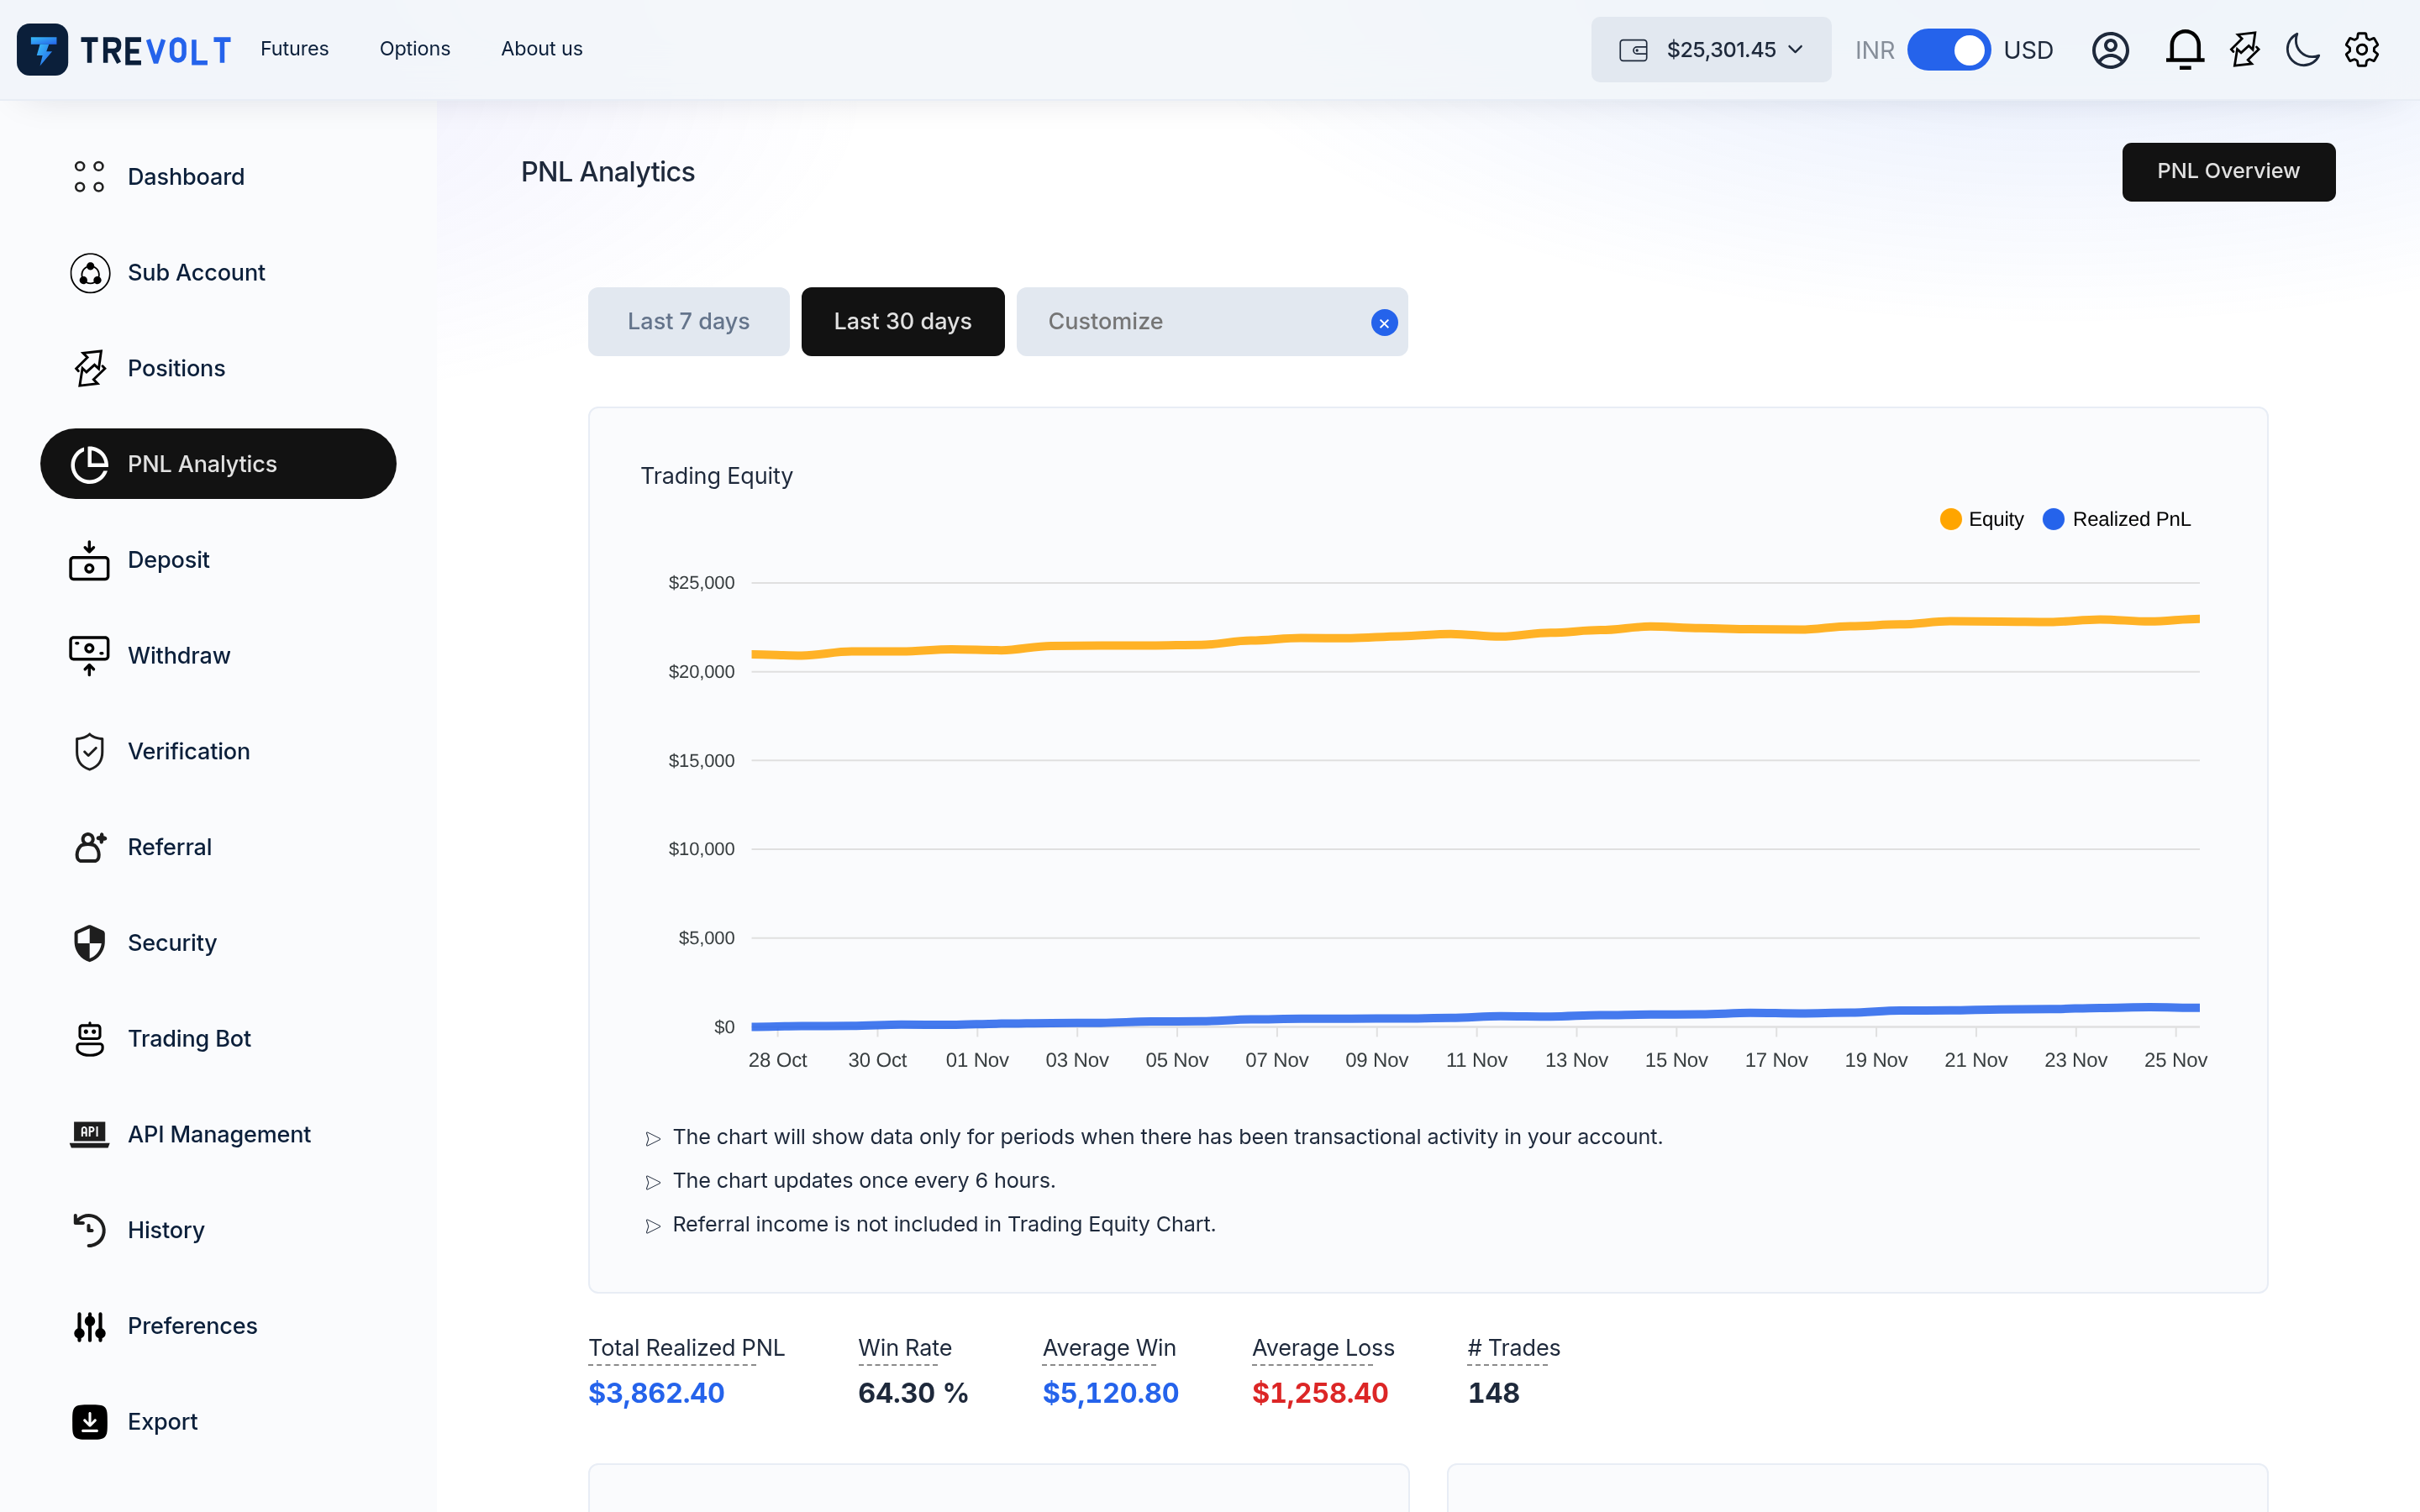 TREVOLT Futures Options About us $25,301.45 INR USD
PNL Analytics PNL Overview
Dashboard
Sub Account
Positions
PNL Analytics
Deposit
Withdraw
Verification
Referral
Security
Trading Bot
API API Management
History
Preferences
Export
Last 7 days Last 30 days Customize
Trading Equity
Equity Realized PnL
$25,000
$20,000
$15,000
$10,000
$5,000
$0
28 Oct 30 Oct 01 Nov 03 Nov 05 Nov 07 Nov 09 Nov 11 Nov 13 Nov 15 Nov 17 Nov 19 Nov 21 Nov 23 Nov 25 Nov
The chart will show data only for periods when there has been transactional activity in your account.
The chart updates once every 6 hours.
Referral income is not included in Trading Equity Chart.
Total Realized PNL Win Rate Average Win Average Loss # Trades
$3,862.40 64.30 % $5,120.80 $1,258.40 148